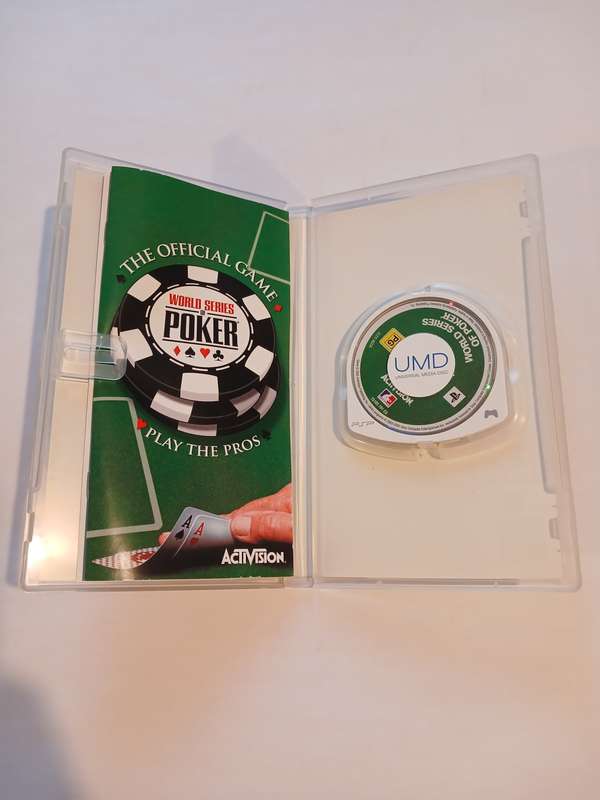 THE OFFICIAL GAME
WORLD SERIES
OF
POKER
PLAY THE PROS
A
A
ACTIVISION
WORLD SERIES
OF POKER
PG
UMD
UNIVERSAL MEDIA DISC
ACTIVISION
PSP